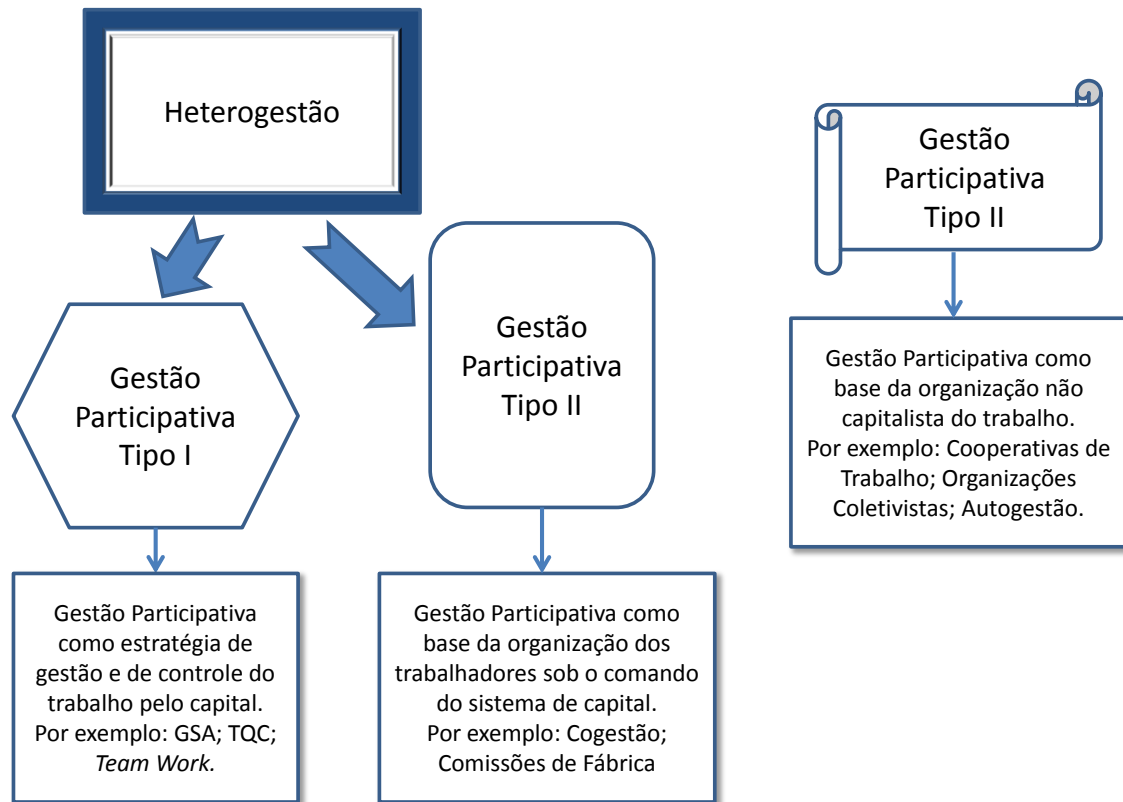 Heterogestão
Gestão
Participativa
Tipo I
Gestão Participativa
como estratégia de
gestão e de controle do
trabalho pelo capital.
Por exemplo: GSA; TQC;
Team Work.
Gestão
Participativa
Tipo II
Gestão Participativa como
base da organização dos
trabalhadores sob o comando
do sistema de capital.
Por exemplo: Cogestão;
Comissões de Fábrica
Gestão
Participativa
Tipo II
Gestão Participativa como
base da organização não
capitalista do trabalho.
Por exemplo: Cooperativas de
Trabalho; Organizações
Coletivistas; Autogestão.